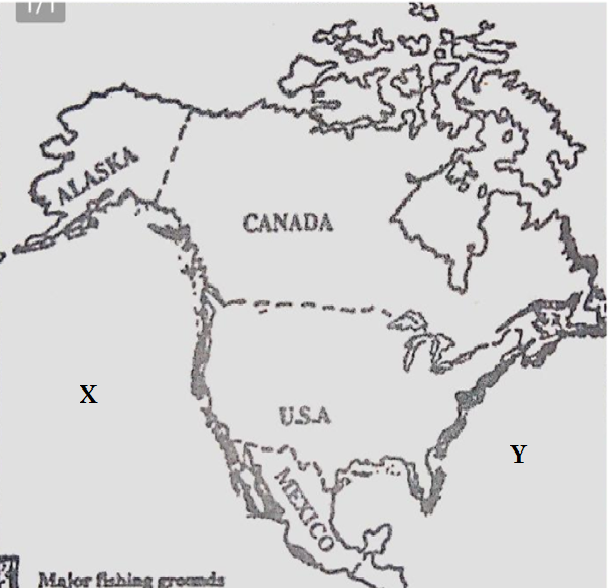 1/1
ALASKA
CANADA
X
U.S.A
Y
MEXICO
Major fishing grounds